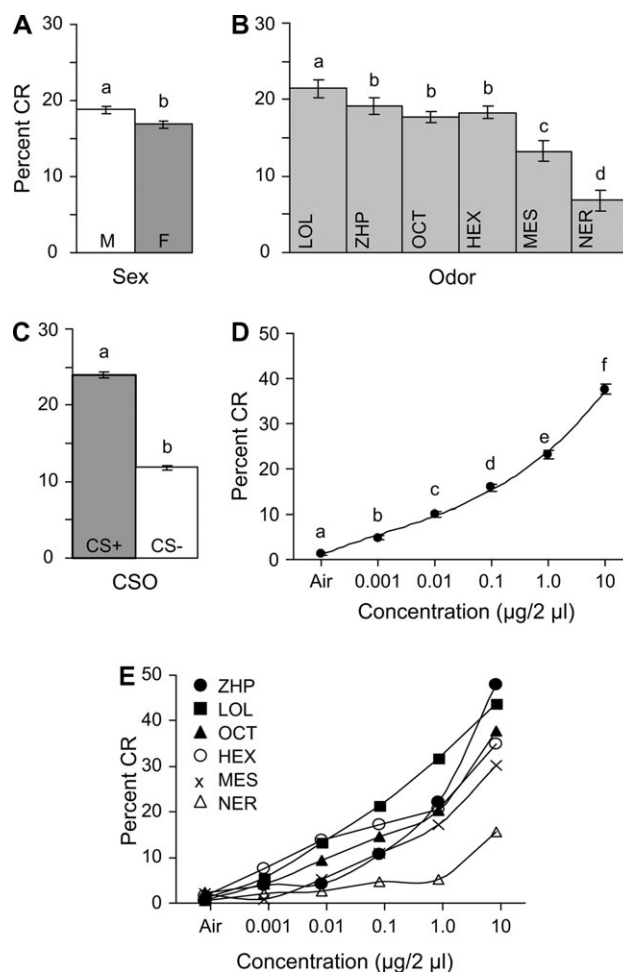 A
30
20
10
0
Percent CR
a
b
M
F
Sex
B
30
20
10
0
a
b
b
b
c
d
LOL
ZHP
OCT
HEX
MES
NER
Odor
C
30
20
10
0
Percent CR
a
b
CS+
CS-
CSO
D
50
40
30
20
10
0
Percent CR
a
b
c
d
e
f
Air 0.001 0.01 0.1 1.0 10
Concentration (µg/2 µl)
E
50
40
30
20
10
0
Percent CR
ZHP
LOL
OCT
HEX
MES
NER
Air 0.001 0.01 0.1 1.0 10
Concentration (µg/2 µl)